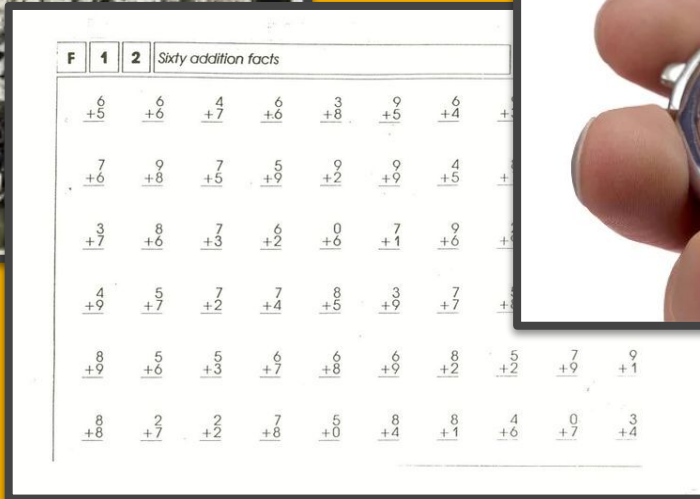 F 1 2 Sixty addition facts
6 6 4 6 3 9 6
+5 +6 +7 +6 +8 +5 +4
7 9 7 5 9 9 4
+6 +8 +5 +9 +2 +9 +5
3 8 7 6 0 7 9
+7 +6 +3 +2 +6 +1 +6
4 5 7 7 8 3 7
+9 +7 +2 +4 +5 +9 +7
8 5 5 6 6 6 8 5 7 9
+9 +6 +3 +7 +8 +9 +2 +2 +9 +1
8 2 2 7 5 8 8 4 0 3
+8 +7 +2 +8 +0 +4 +1 +6 +7 +4